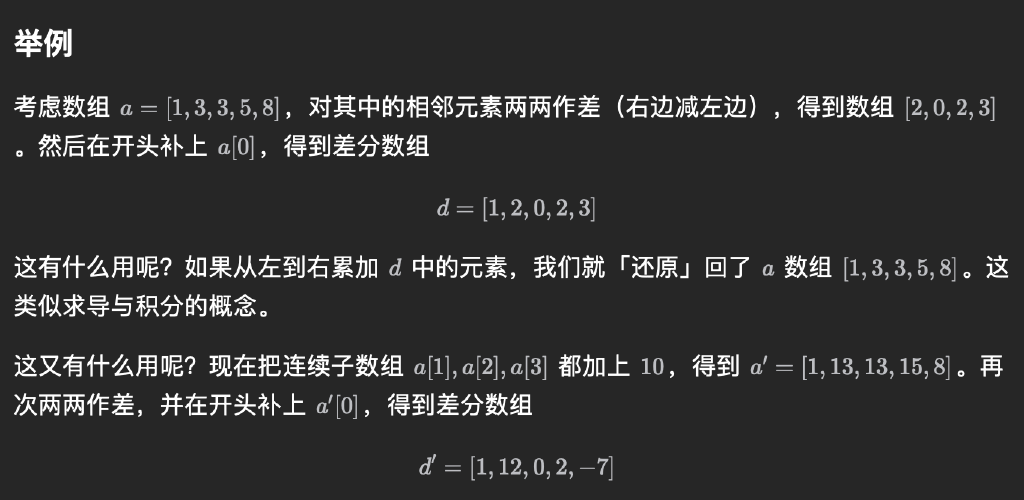 举例
考虑数组 a = [1, 3, 3, 5, 8]，对其中的相邻元素两两作差（右边减左边），得到数组 [2, 0, 2, 3]
。然后在开头补上 a[0]，得到差分数组
d = [1, 2, 0, 2, 3]
这有什么用呢？如果从左到右累加 d 中的元素，我们就「还原」回了 a 数组 [1, 3, 3, 5, 8]。这
类似求导与积分的概念。
这又有什么用呢？现在把连续子数组 a[1], a[2], a[3] 都加上 10，得到 a′ = [1, 13, 13, 15, 8]。再
次两两作差，并在开头补上 a′[0]，得到差分数组
d′ = [1, 12, 0, 2, −7]